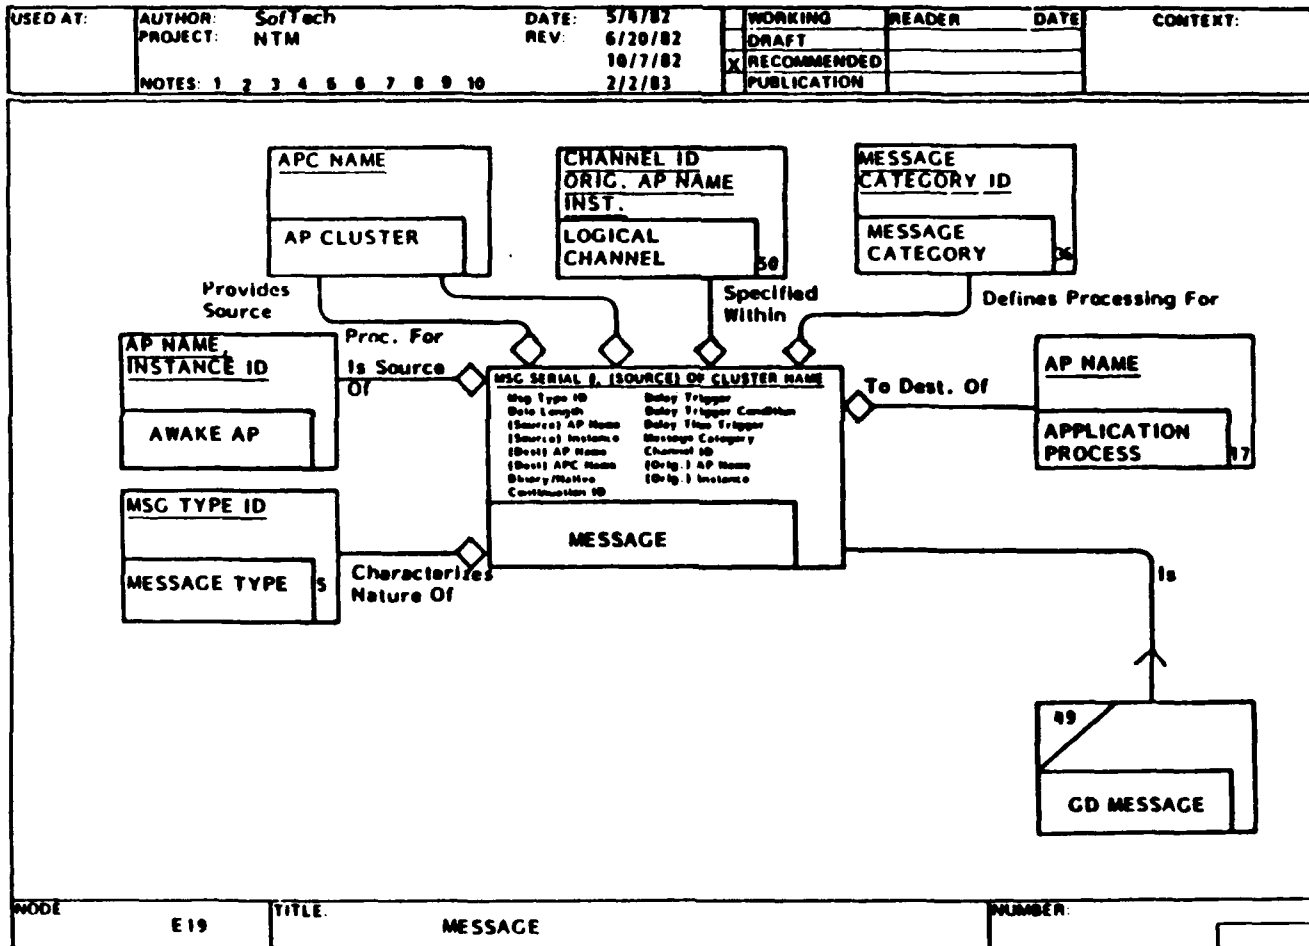 USED AT:
AUTHOR: SofTech
PROJECT: NTM
NOTES: 1 2 3 4 5 6 7 8 9 10
DATE: 5/4/82
REV: 6/20/82
10/7/82
2/2/83
WORKING
DRAFT
X RECOMMENDED
PUBLICATION
READER DATE
CONTEXT:
APC NAME
AP CLUSTER
CHANNEL ID
ORIG. AP NAME
INST.
LOGICAL
CHANNEL
50
MESSAGE
CATEGORY ID
MESSAGE
CATEGORY
36
Provides
Source
Proc. For
Specified
Within
Defines Processing For
AP NAME,
INSTANCE ID
AWAKE AP
Is Source
Of
MSG SERIAL #, (SOURCE) OF CLUSTER NAME
Msg Type ID
Data Length
(Source) AP Name
(Source) Instance
(Dest) AP Name
(Dest) APC Name
Binary/Native
Continuation ID
Delay Trigger
Delay Trigger Condition
Delay Time Trigger
Message Category
Channel ID
(Orig.) AP Name
(Orig.) Instance
MESSAGE
To Dest. Of
AP NAME
APPLICATION
PROCESS
17
MSG TYPE ID
MESSAGE TYPE
5
Characterizes
Nature Of
Is
49
GD MESSAGE
NODE
E19
TITLE:
MESSAGE
NUMBER: